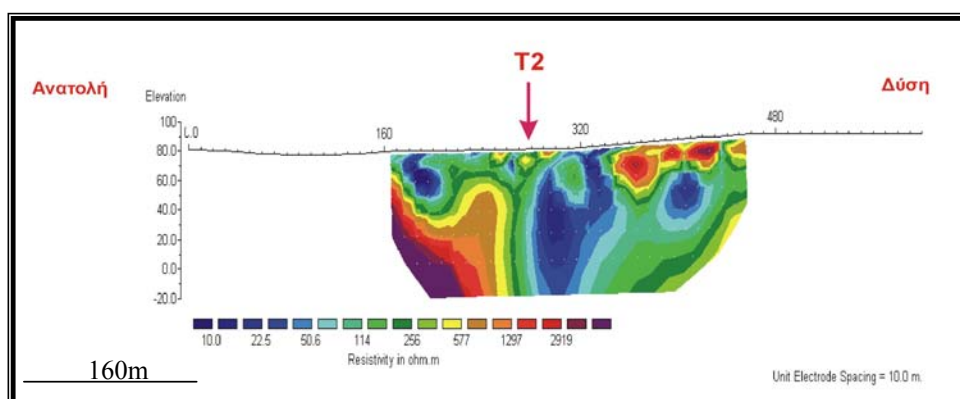 T2
Ανατολή
Δύση
Elevation
100
80.0
60.0
40.0
20.0
0.0
-20.0
0.0 160 320 480
10.0 22.5 50.6 114 256 577 1297 2919
Resistivity in ohm.m
160m
Unit Electrode Spacing = 10.0 m.